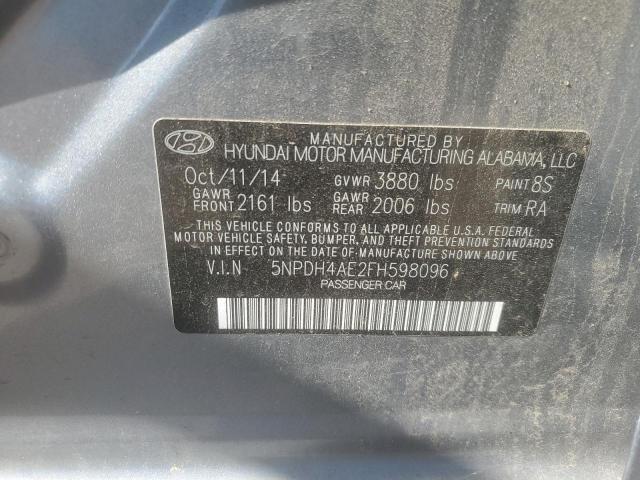 MANUFACTURED BY
HYUNDAI MOTOR MANUFACTURING ALABAMA, LLC
Oct/11/14 GVWR 3880 lbs PAINT 8S
GAWR FRONT 2161 lbs GAWR REAR 2006 lbs TRIM RA
THIS VEHICLE CONFORMS TO ALL APPLICABLE U.S.A. FEDERAL
MOTOR VEHICLE SAFETY, BUMPER, AND THEFT PREVENTION STANDARDS
IN EFFECT ON THE DATE OF MANUFACTURE SHOWN ABOVE.
V.I.N 5NPDH4AE2FH598096
PASSENGER CAR